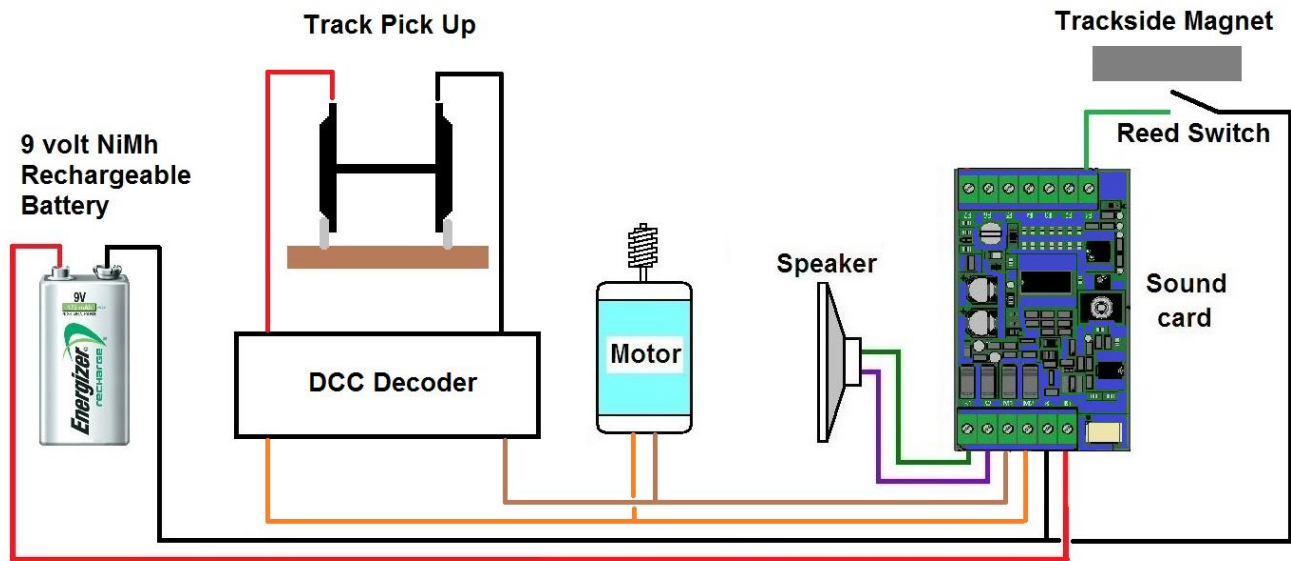 Track Pick Up
Trackside Magnet
9 volt NiMh
Rechargeable
Battery
Reed Switch
Speaker
Sound
card
9V
Energizer
recharge
Motor
DCC Decoder